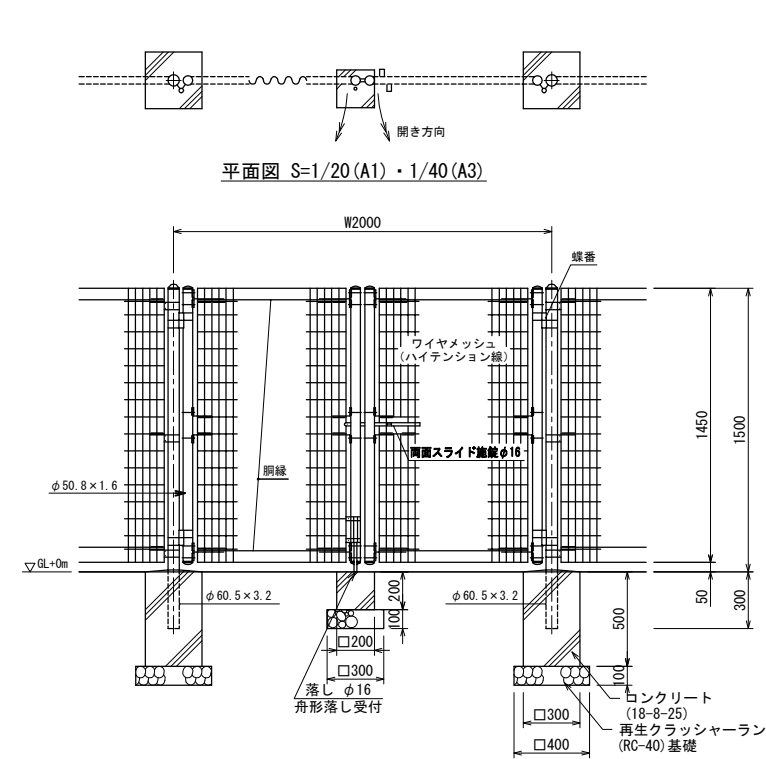 開き方向
平面図 S=1/20(A1)・1/40(A3)
W2000
蝶番
ワイヤメッシュ
(ハイテンション線)
1450
1500
両面スライド施錠φ16
胴縁
φ50.8×1.6
▽GL+0m
φ60.5×3.2
φ60.5×3.2
200
100
50
300
500
100
□200
□300
落し φ16
舟形落し受付
□300
□400
コンクリート
(18-8-25)
再生クラッシャーラン
(RC-40)基礎